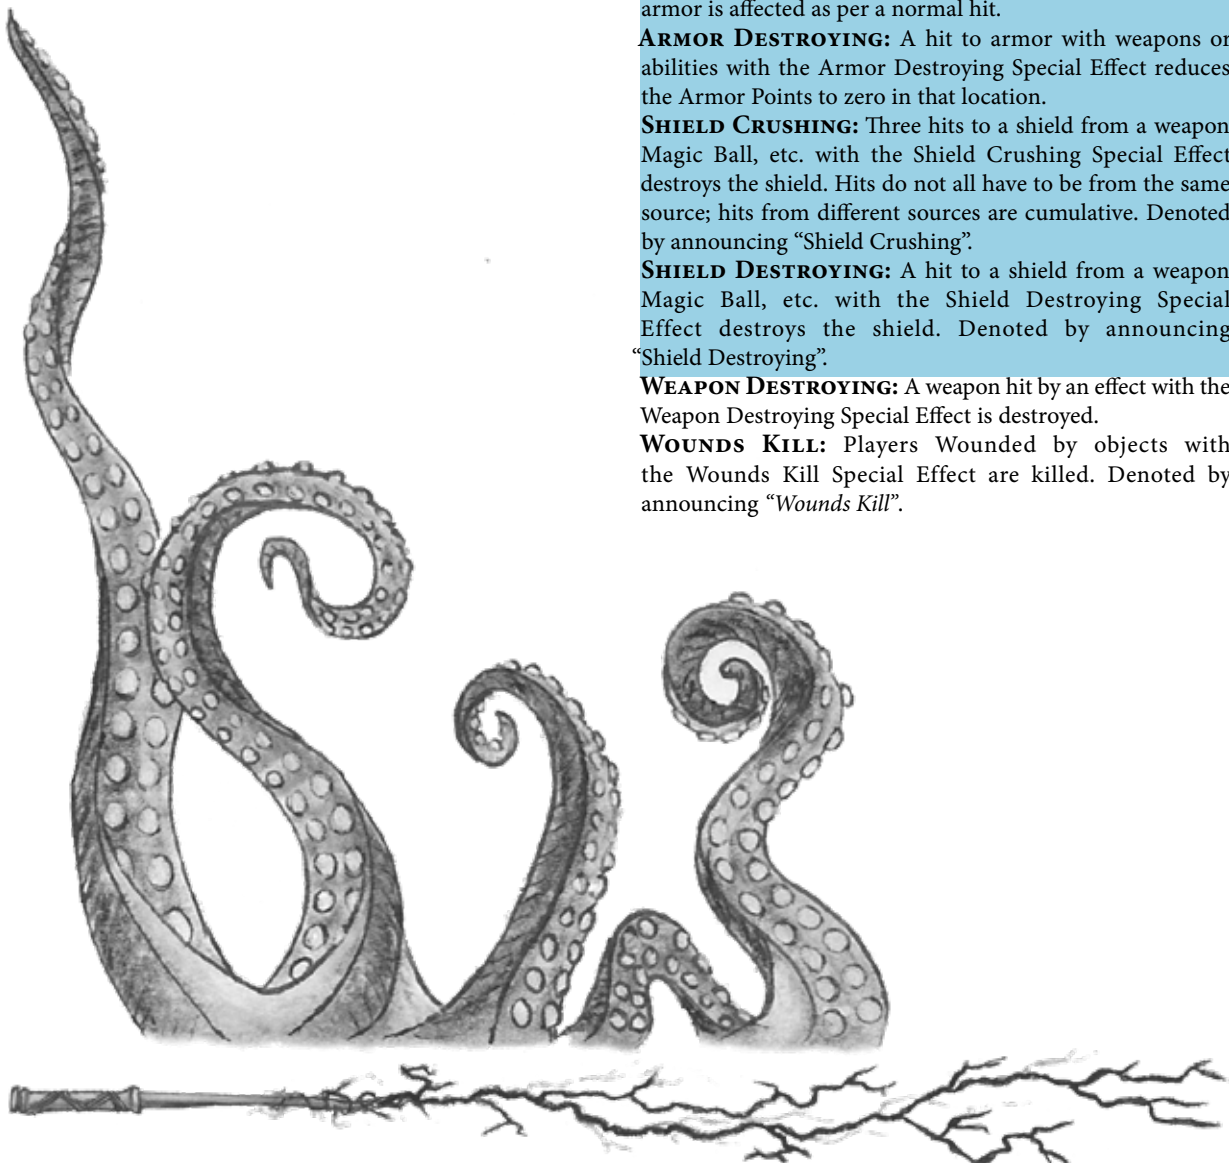 armor is affected as per a normal hit.
ARMOR DESTROYING: A hit to armor with weapons or
abilities with the Armor Destroying Special Effect reduces
the Armor Points to zero in that location.
SHIELD CRUSHING: Three hits to a shield from a weapon
Magic Ball, etc. with the Shield Crushing Special Effect
destroys the shield. Hits do not all have to be from the same
source; hits from different sources are cumulative. Denoted
by announcing “Shield Crushing”.
SHIELD DESTROYING: A hit to a shield from a weapon
Magic Ball, etc. with the Shield Destroying Special
Effect destroys the shield. Denoted by announcing
“Shield Destroying”.
WEAPON DESTROYING: A weapon hit by an effect with the
Weapon Destroying Special Effect is destroyed.
WOUNDS KILL: Players Wounded by objects with
the Wounds Kill Special Effect are killed. Denoted by
announcing “Wounds Kill”.